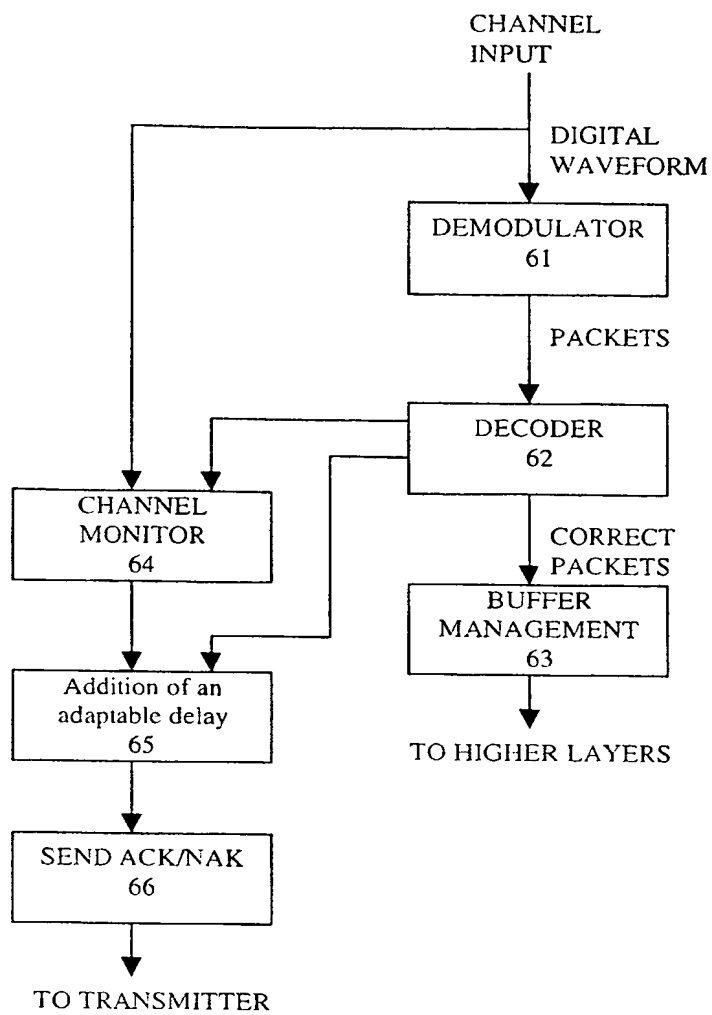 CHANNEL
INPUT
DIGITAL
WAVEFORM
DEMODULATOR
61
PACKETS
DECODER
62
CHANNEL
MONITOR
64
CORRECT
PACKETS
BUFFER
MANAGEMENT
63
Addition of an
adaptable delay
65
TO HIGHER LAYERS
SEND ACK/NAK
66
TO TRANSMITTER